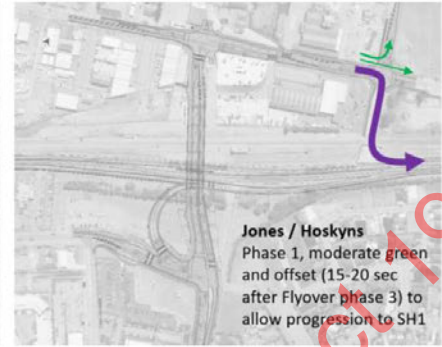 Jones / Hoskyns
Phase 1, moderate green
and offset (15-20 sec
after Flyover phase 3) to
allow progression to SH1